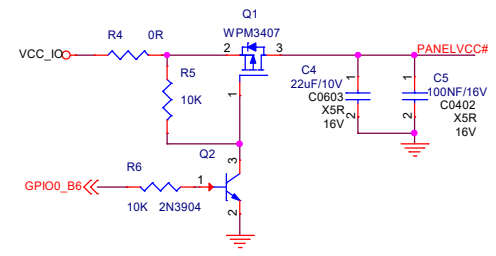 Q1
R4 0R WPM3407
VCC_IO 2 3 PANELVCC#
R5
10K
1
C4
22uF/10V
C0603
X5R
16V
1
2
C5
100NF/16V
C0402
X5R
16V
1
2
Q2
3
R6
GPIO0_B6 1
10K 2N3904
2